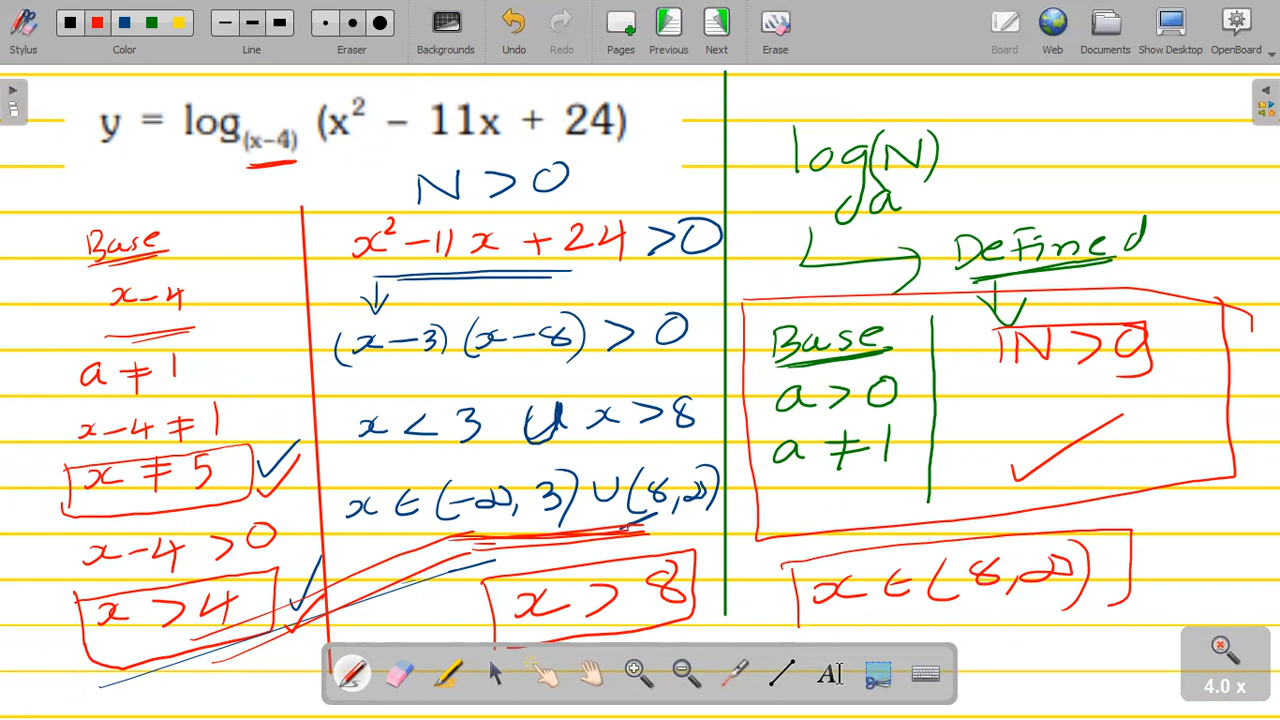 Stylus
Color
Line
Eraser
Backgrounds
Undo
Redo
Pages
Previous
Next
Erase
Board
Web
Documents
Show Desktop
OpenBoard
y = log(x-4) (x² - 11x + 24)
N > 0
Base
x-4
a ≠ 1
x-4 ≠ 1
x ≠ 5
x-4 > 0
x > 4
x² -11x + 24 > 0
(x-3) (x-8) > 0
x < 3 U x > 8
x ∈ (-∞, 3) ∪ (8, ∞)
x > 8
log a (N)
Defined
Base
a > 0
a ≠ 1
N > 0
x ∈ (8, ∞)
4.0 x